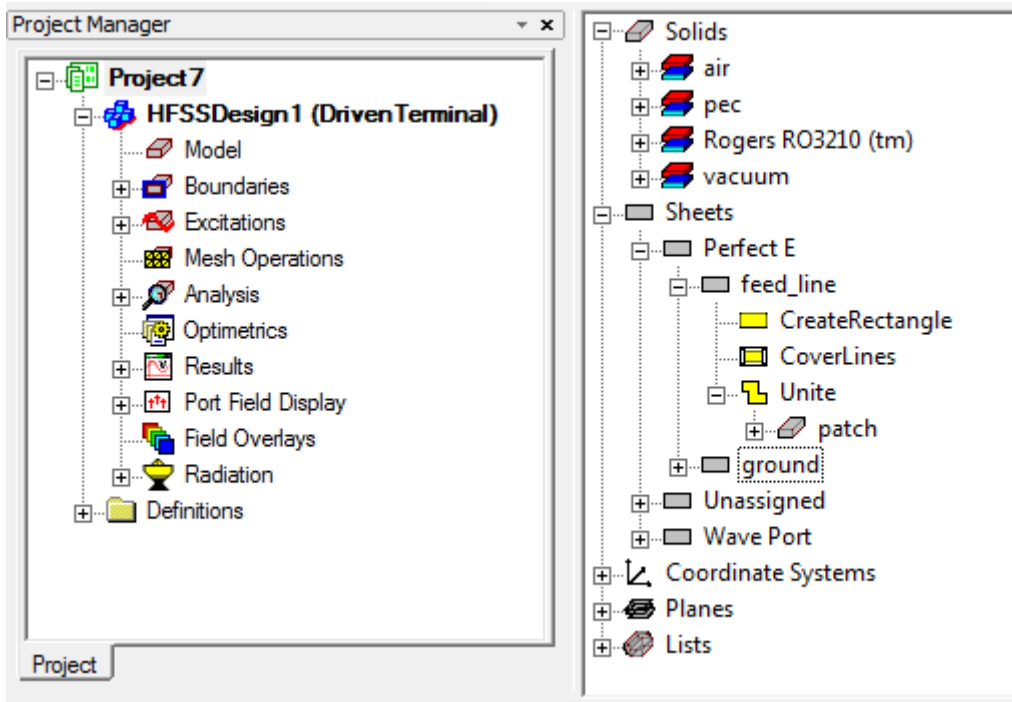 Project Manager
Project7
HFSSDesign1 (DrivenTerminal)
Model
Boundaries
Excitations
Mesh Operations
Analysis
Optimetrics
Results
Port Field Display
Field Overlays
Radiation
Definitions
Project
Solids
air
pec
Rogers RO3210 (tm)
vacuum
Sheets
Perfect E
feed_line
CreateRectangle
CoverLines
Unite
patch
ground
Unassigned
Wave Port
Coordinate Systems
Planes
Lists